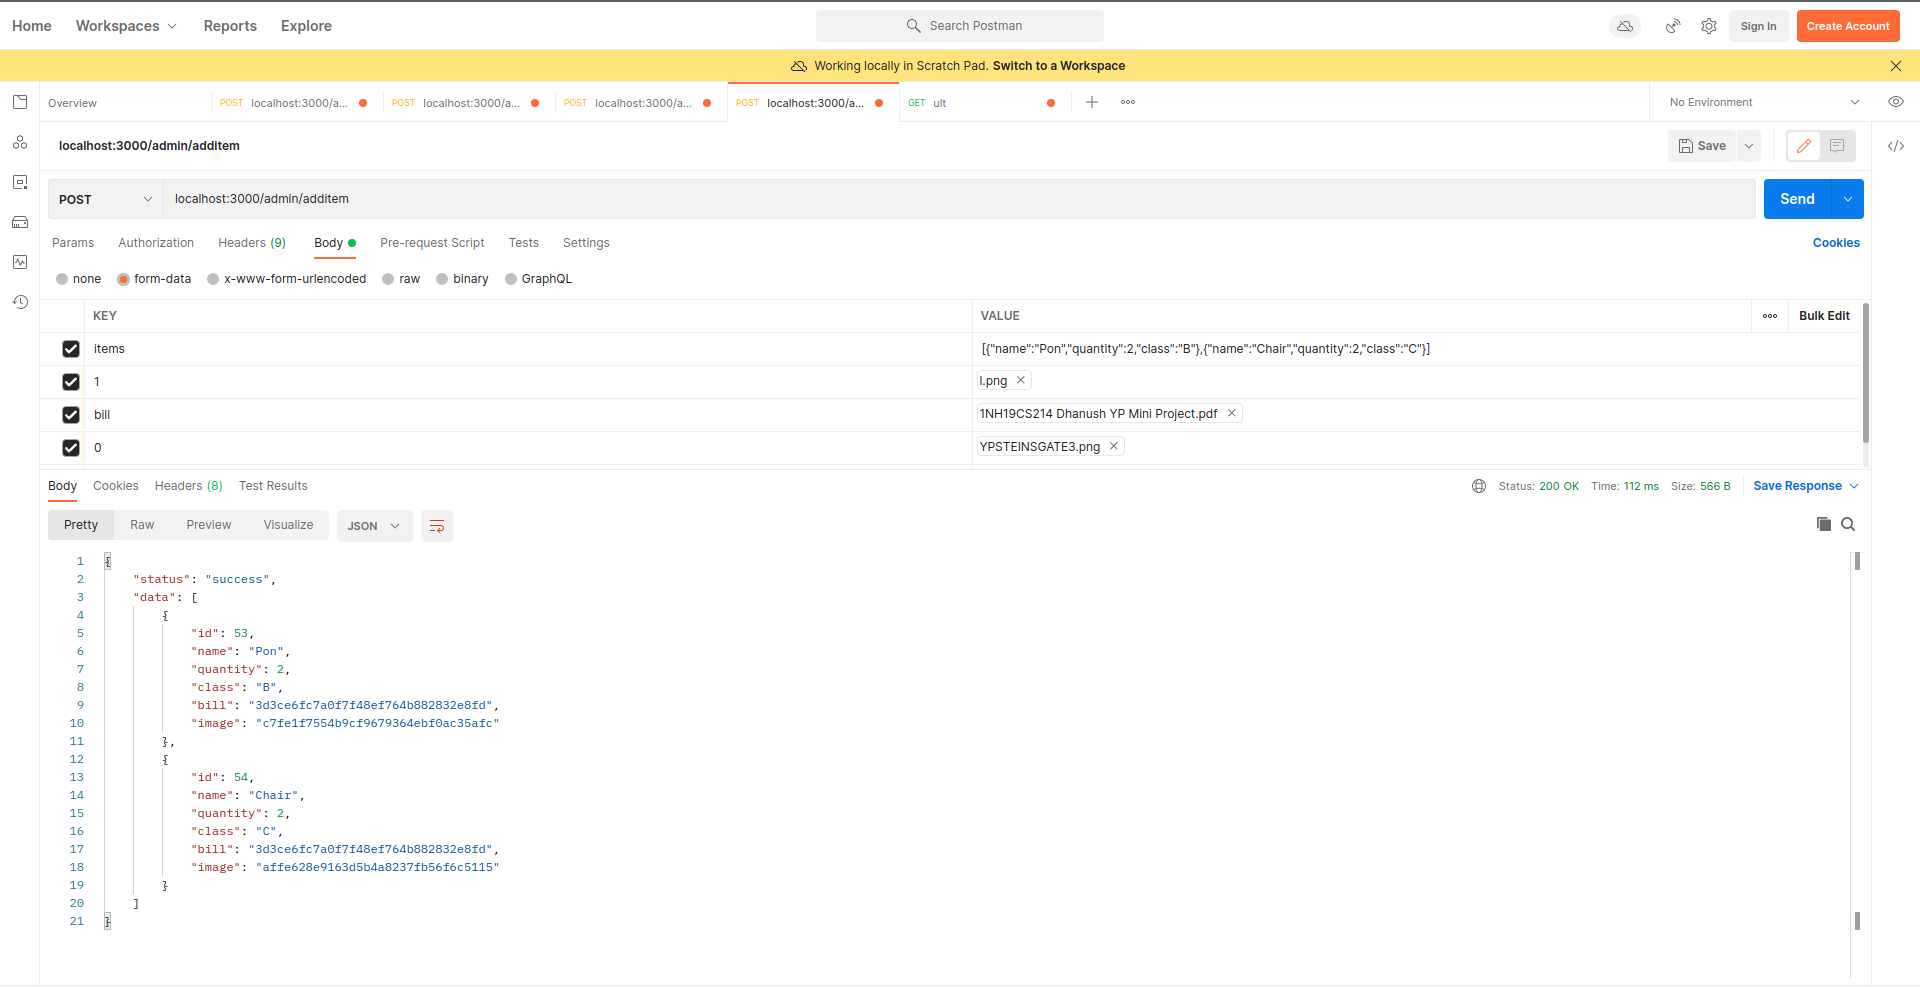 Home Workspaces Reports Explore Search Postman Sign In Create Account
Working locally in Scratch Pad. Switch to a Workspace
Overview POST localhost:3000/a... POST localhost:3000/a... POST localhost:3000/a... POST localhost:3000/a... GET ult No Environment
localhost:3000/admin/additem Save
POST localhost:3000/admin/additem Send
Params Authorization Headers (9) Body Pre-request Script Tests Settings Cookies
none form-data x-www-form-urlencoded raw binary GraphQL
KEY VALUE Bulk Edit
items [{"name":"Pon","quantity":2,"class":"B"},{"name":"Chair","quantity":2,"class":"C"}]
1 l.png
bill 1NH19CS214 Dhanush YP Mini Project.pdf
0 YPSTEINSGATE3.png
Body Cookies Headers (8) Test Results Status: 200 OK Time: 112 ms Size: 566 B Save Response
Pretty Raw Preview Visualize JSON
1 {
2 "status": "success",
3 "data": [
4 {
5 "id": 53,
6 "name": "Pon",
7 "quantity": 2,
8 "class": "B",
9 "bill": "3d3ce6fc7a0f7f48ef764b882832e8fd",
10 "image": "c7fe1f7554b9cf9679364ebf0ac35afc"
11 },
12 {
13 "id": 54,
14 "name": "Chair",
15 "quantity": 2,
16 "class": "C",
17 "bill": "3d3ce6fc7a0f7f48ef764b882832e8fd",
18 "image": "affe628e9163d5b4a8237fb56f6c5115"
19 }
20 ]
21 }